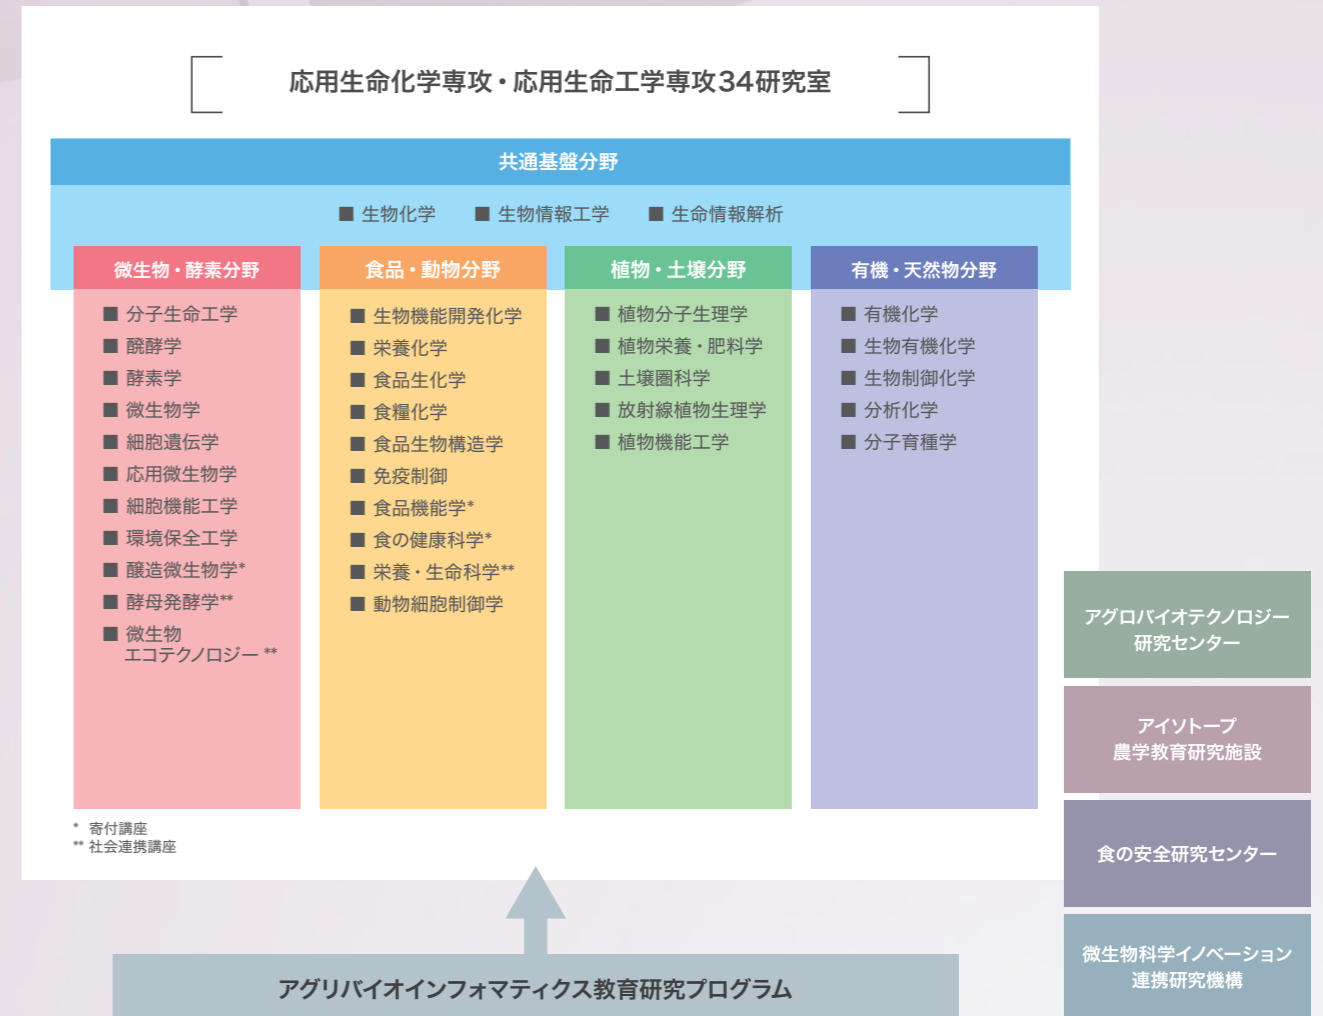 応用生命化学専攻・応用生命工学専攻34研究室
共通基盤分野
■ 生物化学 ■ 生物情報工学 ■ 生命情報解析
微生物・酵素分野
■ 分子生命工学
■ 醗酵学
■ 酵素学
■ 微生物学
■ 細胞遺伝学
■ 応用微生物学
■ 細胞機能工学
■ 環境保全工学
■ 醸造微生物学*
■ 酵母発酵学**
■ 微生物
エコテクノロジー**
食品・動物分野
■ 生物機能開発化学
■ 栄養化学
■ 食品生化学
■ 食糧化学
■ 食品生物構造学
■ 免疫制御
■ 食品機能学*
■ 食の健康科学*
■ 栄養・生命科学**
■ 動物細胞制御学
植物・土壌分野
■ 植物分子生理学
■ 植物栄養・肥料学
■ 土壌圏科学
■ 放射線植物生理学
■ 植物機能工学
有機・天然物分野
■ 有機化学
■ 生物有機化学
■ 生物制御化学
■ 分析化学
■ 分子育種学
* 寄付講座
** 社会連携講座
アグリバイオインフォマティクス教育研究プログラム
アグロバイオテクノロジー
研究センター
アイソトープ
農学教育研究施設
食の安全研究センター
微生物科学イノベーション
連携研究機構